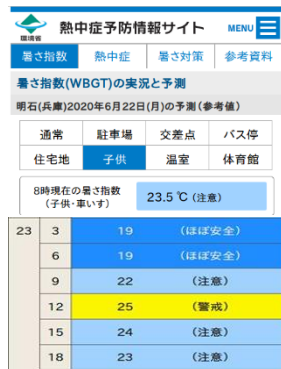 環境省
熱中症予防情報サイト MENU
暑さ指数 熱中症 暑さ対策 参考資料
暑さ指数(WBGT)の実況と予測
明石(兵庫)2020年6月22日(月)の予測(参考値)
通常 駐車場 交差点 バス停
住宅地 子供 温室 体育館
8時現在の暑さ指数
(子供・車いす)
23.5 ℃ (注意)
23 3 19 (ほぼ安全)
6 19 (ほぼ安全)
9 22 (注意)
12 25 (警戒)
15 24 (注意)
18 23 (注意)